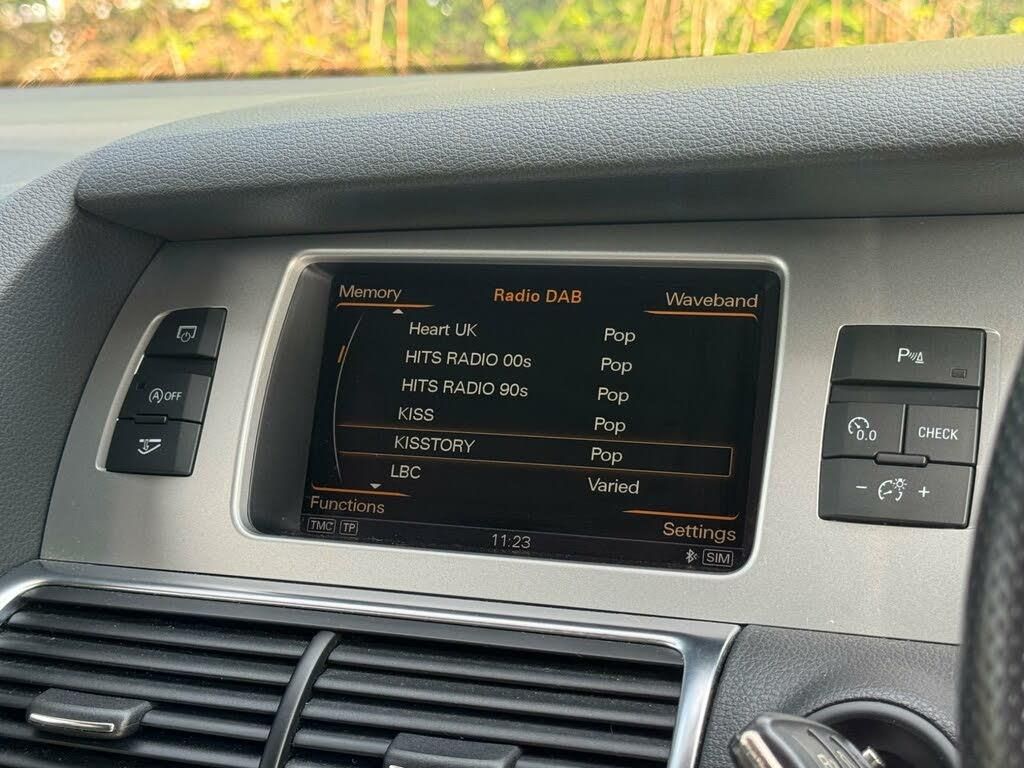 Memory Radio DAB Waveband
Heart UK Pop
HITS RADIO 00s Pop
HITS RADIO 90s Pop
KISS Pop
KISSTORY Pop
LBC Varied
Functions Settings
TMC TP 11:23 SIM
A OFF
P
0.0 CHECK
− +